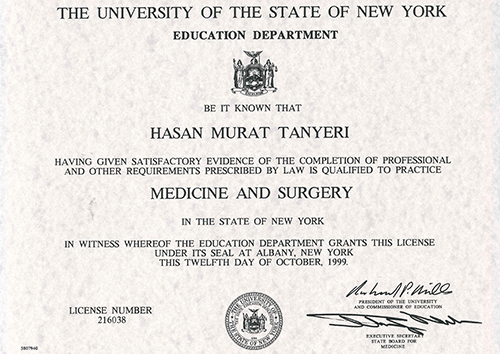 THE UNIVERSITY OF THE STATE OF NEW YORK
EDUCATION DEPARTMENT
BE IT KNOWN THAT
HASAN MURAT TANYERI
HAVING GIVEN SATISFACTORY EVIDENCE OF THE COMPLETION OF PROFESSIONAL
AND OTHER REQUIREMENTS PRESCRIBED BY LAW IS QUALIFIED TO PRACTICE
MEDICINE AND SURGERY
IN THE STATE OF NEW YORK
IN WITNESS WHEREOF THE EDUCATION DEPARTMENT GRANTS THIS LICENSE
UNDER ITS SEAL AT ALBANY, NEW YORK
THIS TWELFTH DAY OF OCTOBER, 1999.
PRESIDENT OF THE UNIVERSITY
AND COMMISSIONER OF EDUCATION
LICENSE NUMBER
216038
EXECUTIVE SECRETARY
STATE BOARD FOR
MEDICINE